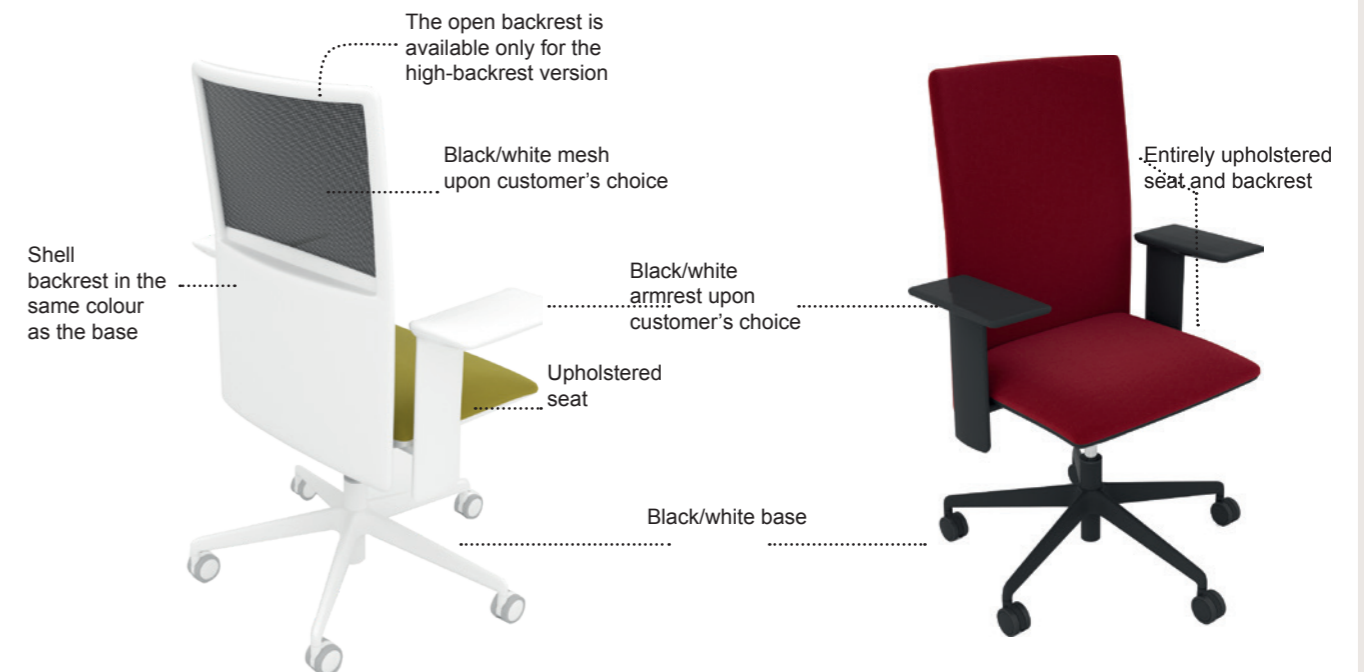 The open backrest is
available only for the
high-backrest version
Black/white mesh
upon customer’s choice
Entirely upholstered
seat and backrest
Shell
backrest in the
same colour
as the base
Black/white
armrest upon
customer’s choice
Upholstered
seat
Black/white base